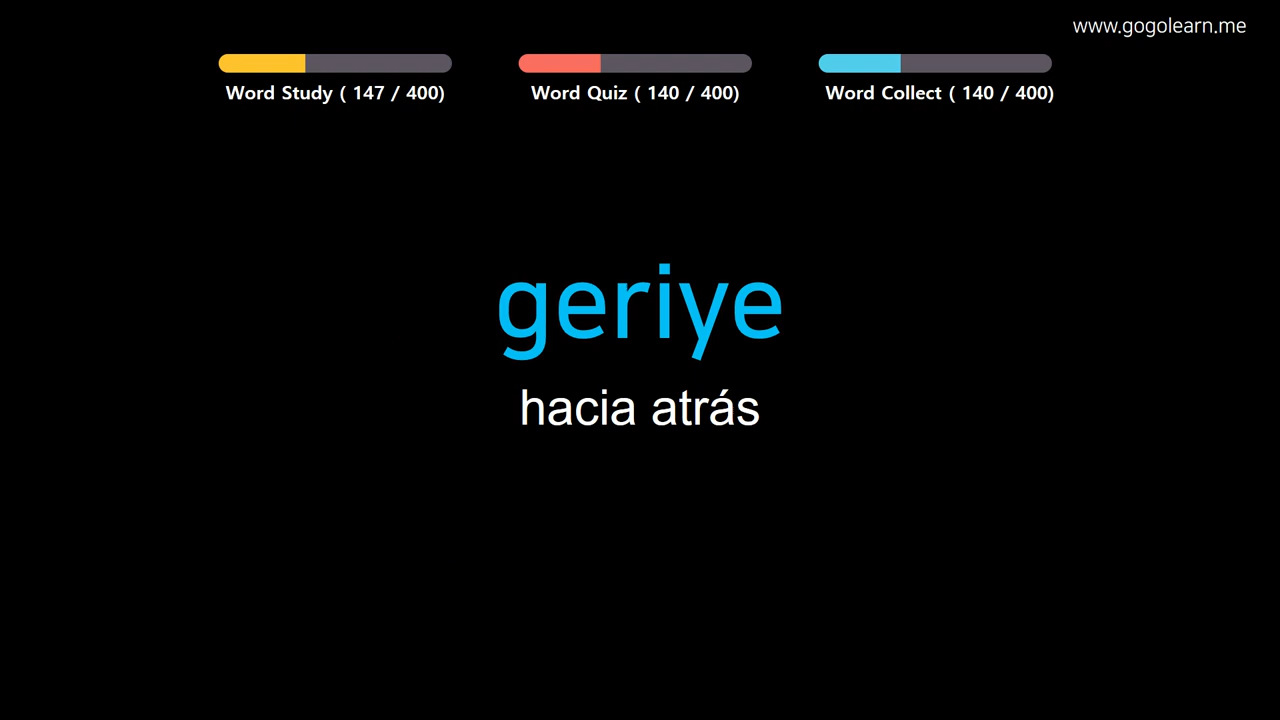 www.gogolearn.me
Word Study ( 147 / 400)
Word Quiz ( 140 / 400)
Word Collect ( 140 / 400)
geriye
hacia atrás